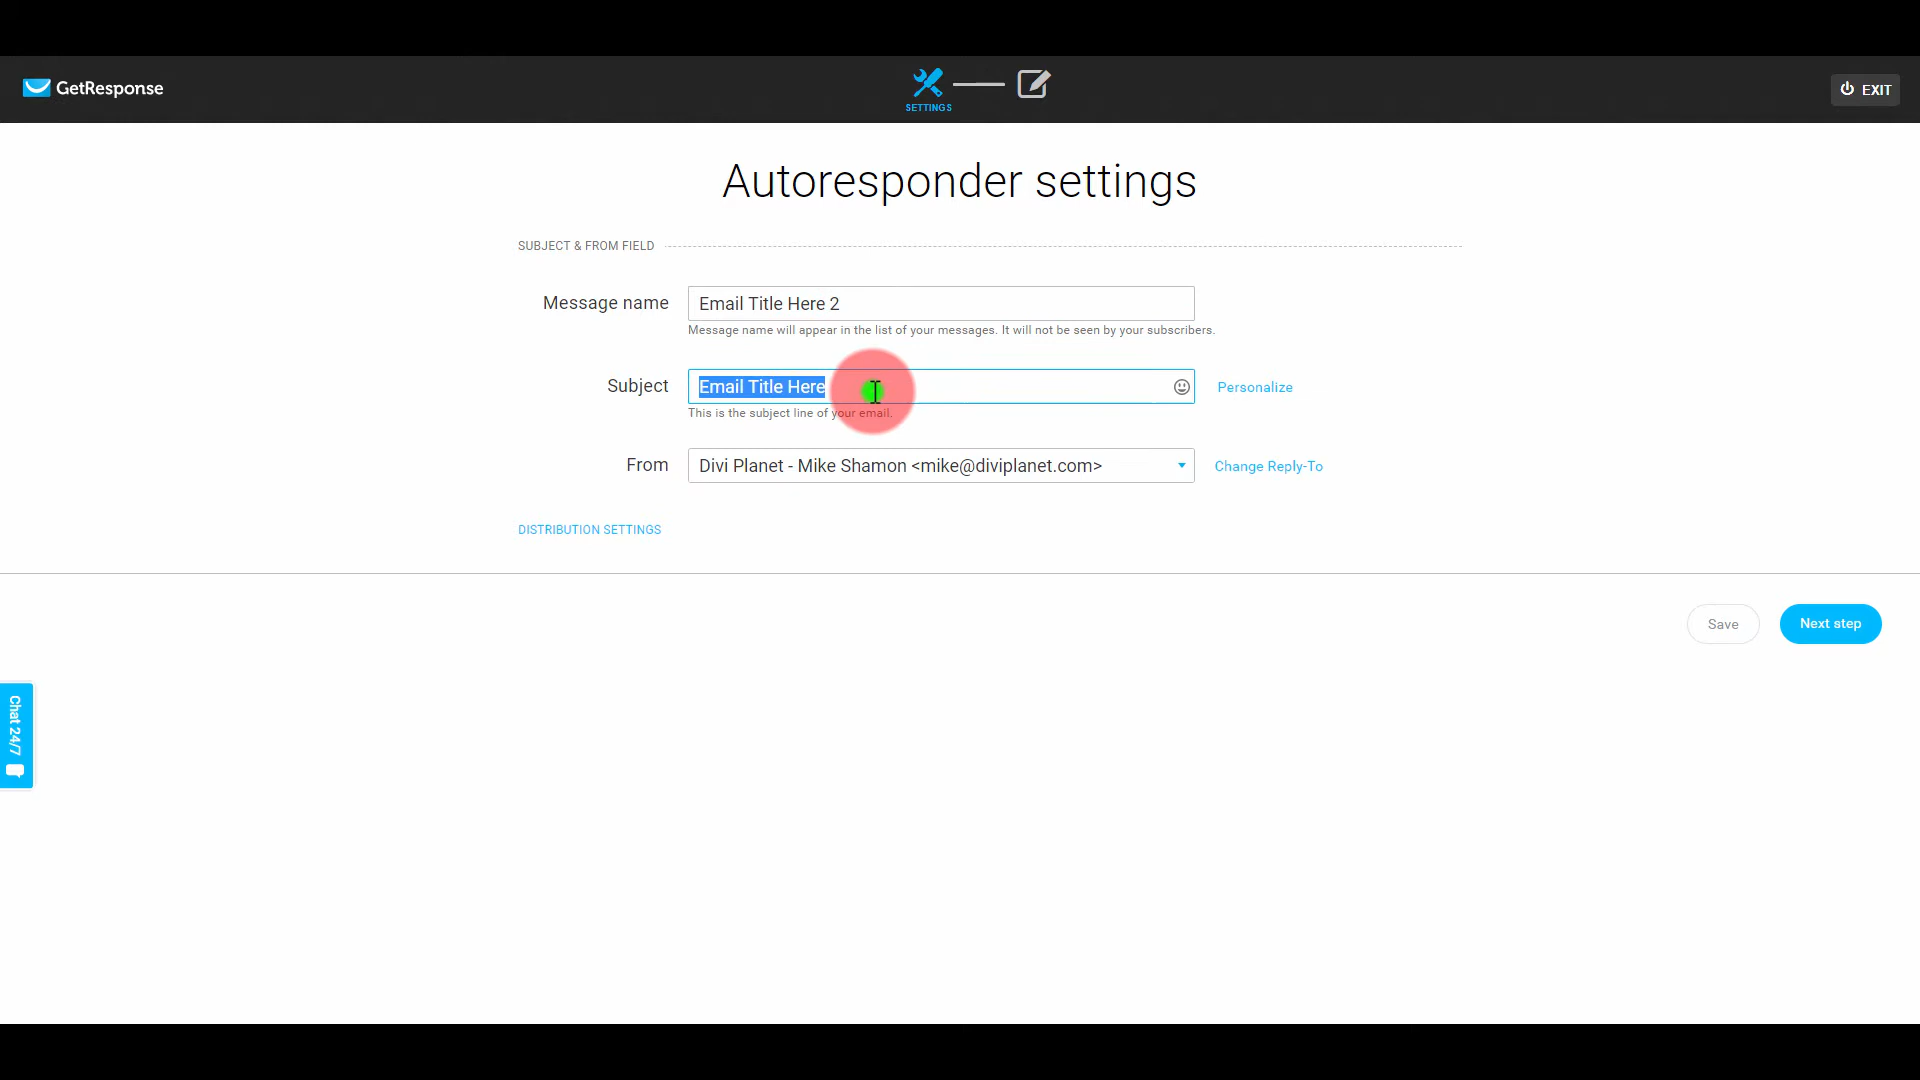 GetResponse
SETTINGS
EXIT
Autoresponder settings
SUBJECT & FROM FIELD
Message name
Email Title Here 2
Message name will appear in the list of your messages. It will not be seen by your subscribers.
Subject
Email Title Here
Personalize
This is the subject line of your email.
From
Divi Planet - Mike Shamon <mike@diviplanet.com>
Change Reply-To
DISTRIBUTION SETTINGS
Save
Next step
Chat 24/7